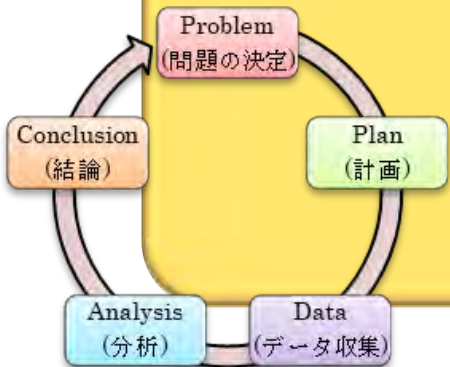 Problem
(問題の決定)
Plan
(計画)
Data
(データ収集)
Analysis
(分析)
Conclusion
(結論)